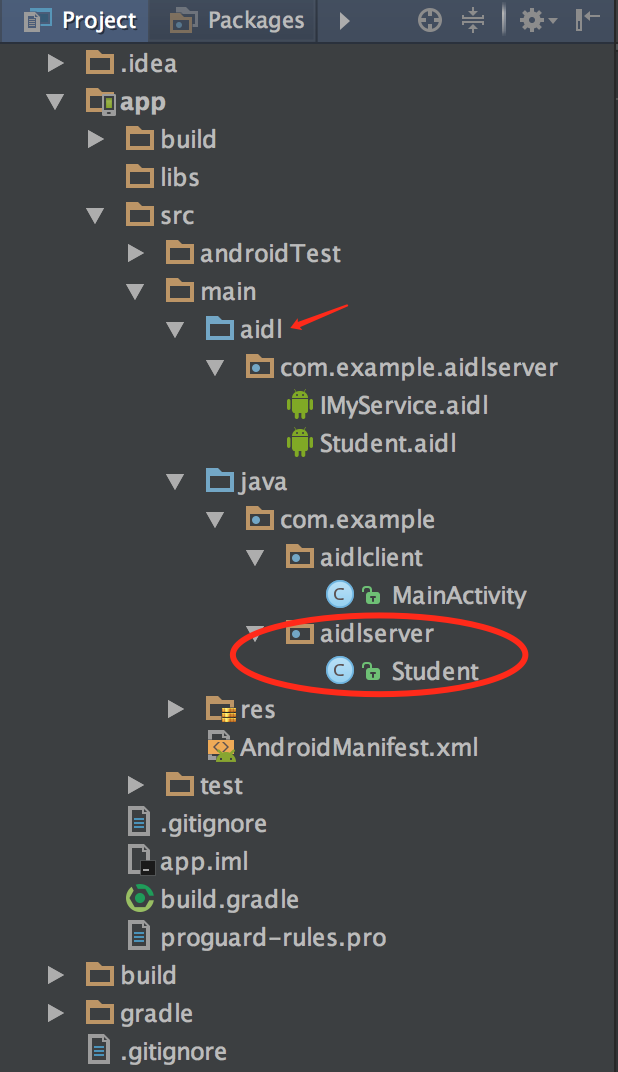 Project Packages
.idea
app
build
libs
src
androidTest
main
aidl
com.example.aidlserver
IMyService.aidl
Student.aidl
java
com.example
aidlclient
C MainActivity
aidlserver
C Student
res
AndroidManifest.xml
test
.gitignore
app.iml
build.gradle
proguard-rules.pro
build
gradle
.gitignore